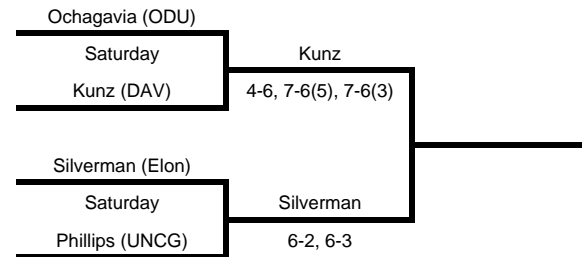 Ochagavia (ODU)
Saturday
Kunz
Kunz (DAV)
4-6, 7-6(5), 7-6(3)
Silverman (Elon)
Saturday
Silverman
Phillips (UNCG)
6-2, 6-3